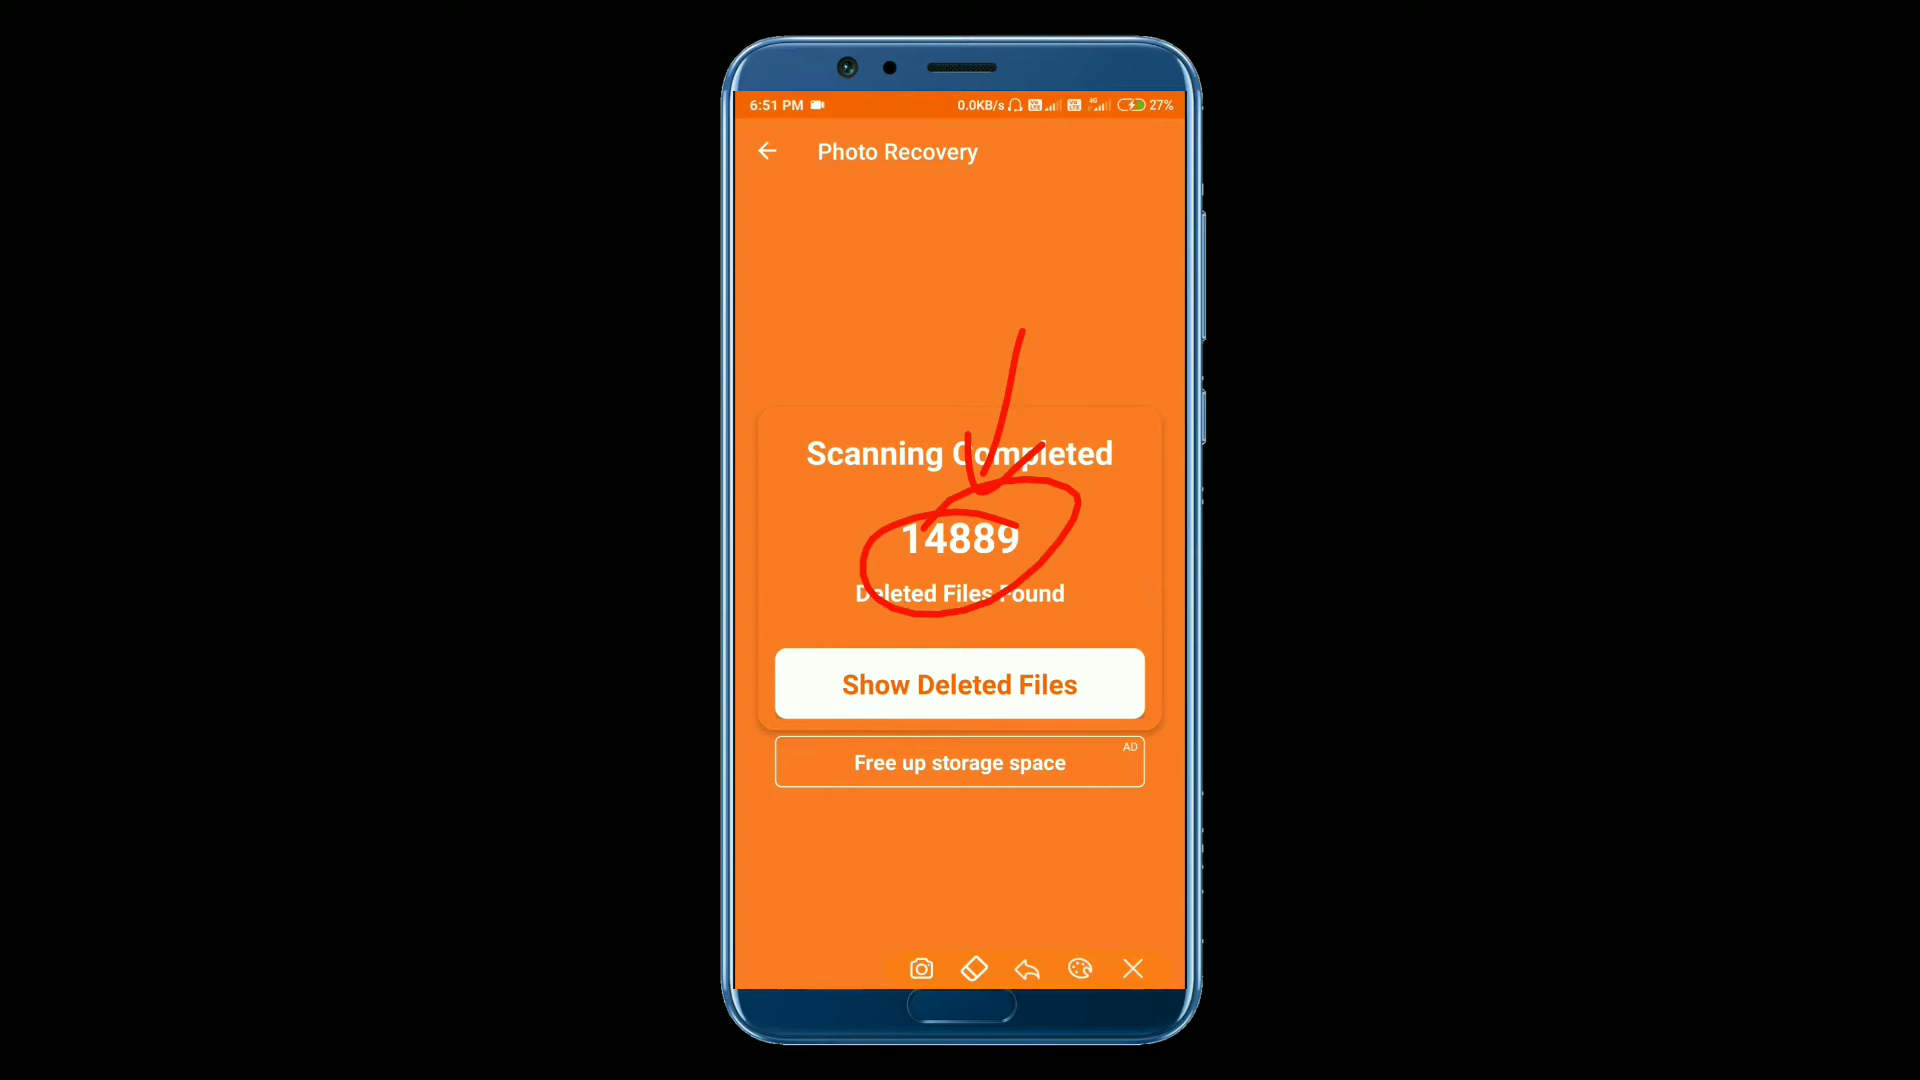 6:51 PM 0.0KB/s 4G 27%
Photo Recovery
Scanning Completed
14889
Deleted Files Found
Show Deleted Files
AD
Free up storage space